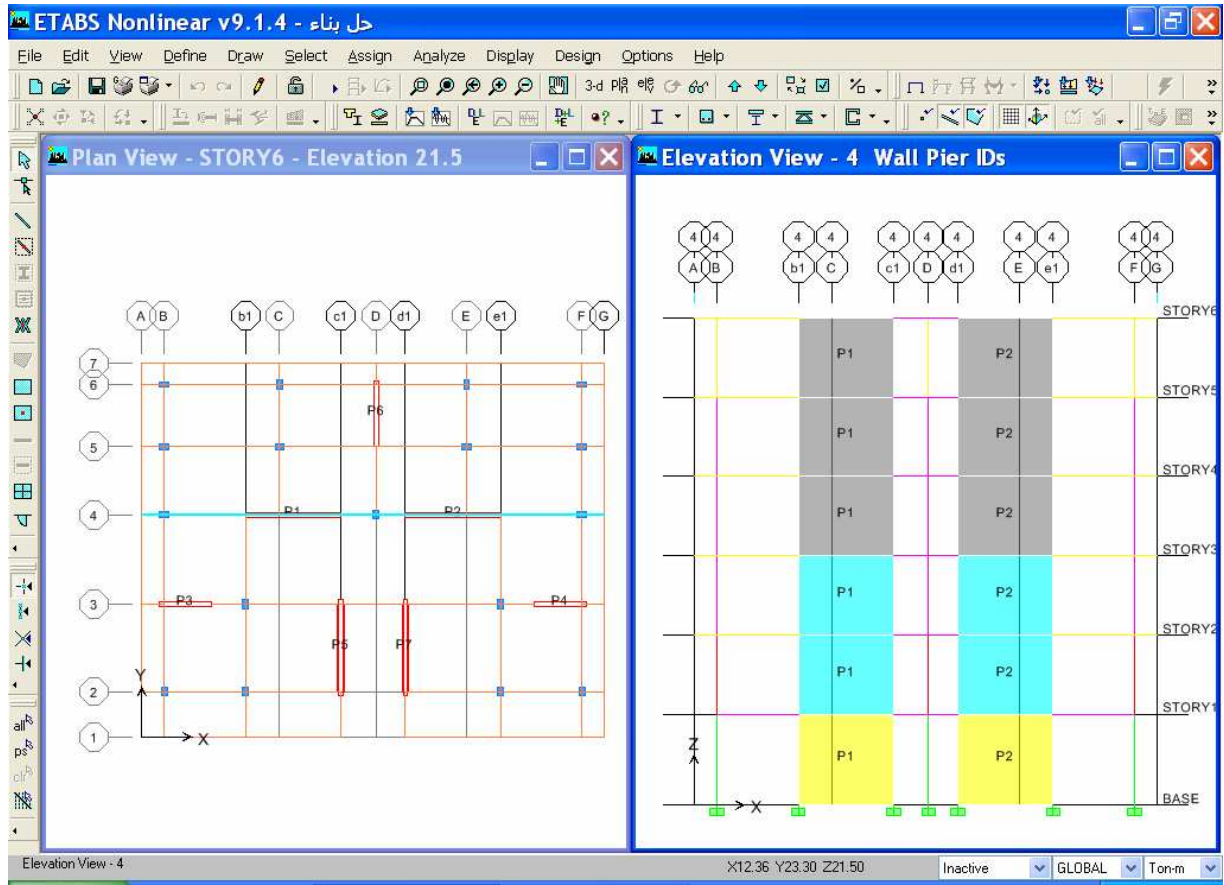 ETABS Nonlinear v9.1.4 - حل بناء
File Edit View Define Draw Select Assign Analyze Display Design Options Help
3-d
Plan View - STORY6 - Elevation 21.5
Elevation View - 4 Wall Pier IDs
A B b1 C c1 D d1 E e1 F G
7
6
P6
5
4
P1 P2
3
P3 P4
P5 P7
Y
2
1
X
4 4 4 4 4 4 4 4 4 4 4
A B b1 C c1 D d1 E e1 F G
STORY6
P1 P2
STORY5
P1 P2
STORY4
P1 P2
STORY3
P1 P2
STORY2
P1 P2
STORY1
Z
P1 P2
BASE
X
all
ps
clr
Elevation View - 4
X12.36 Y23.30 Z21.50
Inactive
GLOBAL
Ton-m